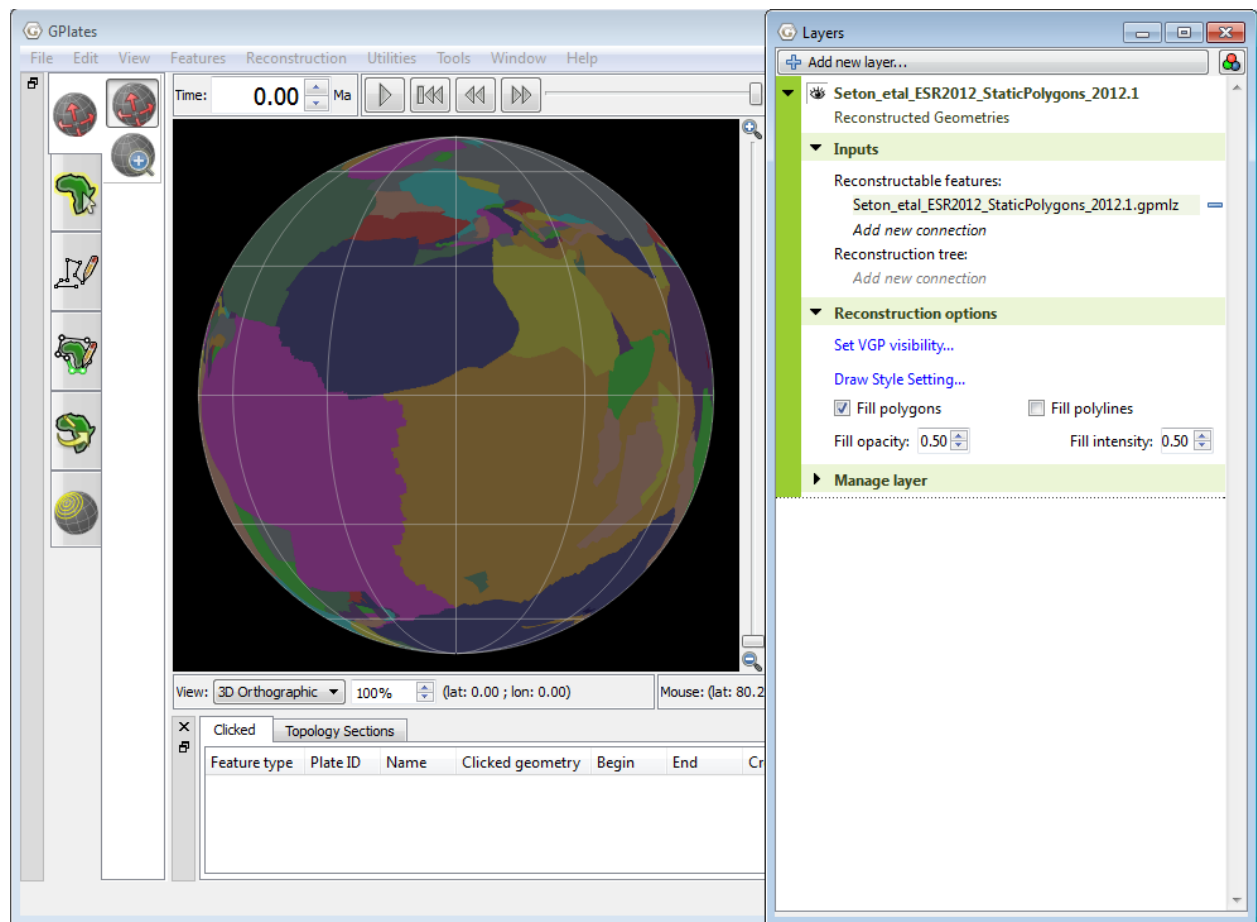 GPlates
File Edit View Features Reconstruction Utilities Tools Window Help
Time: 0.00 Ma
View: 3D Orthographic 100% (lat: 0.00 ; lon: 0.00) Mouse: (lat: 80.2
Clicked Topology Sections
Feature type Plate ID Name Clicked geometry Begin End Cr
Layers
Add new layer...
Seton_etal_ESR2012_StaticPolygons_2012.1
Reconstructed Geometries
Inputs
Reconstructable features:
Seton_etal_ESR2012_StaticPolygons_2012.1.gpmlz
Add new connection
Reconstruction tree:
Add new connection
Reconstruction options
Set VGP visibility...
Draw Style Setting...
Fill polygons Fill polylines
Fill opacity: 0.50 Fill intensity: 0.50
Manage layer